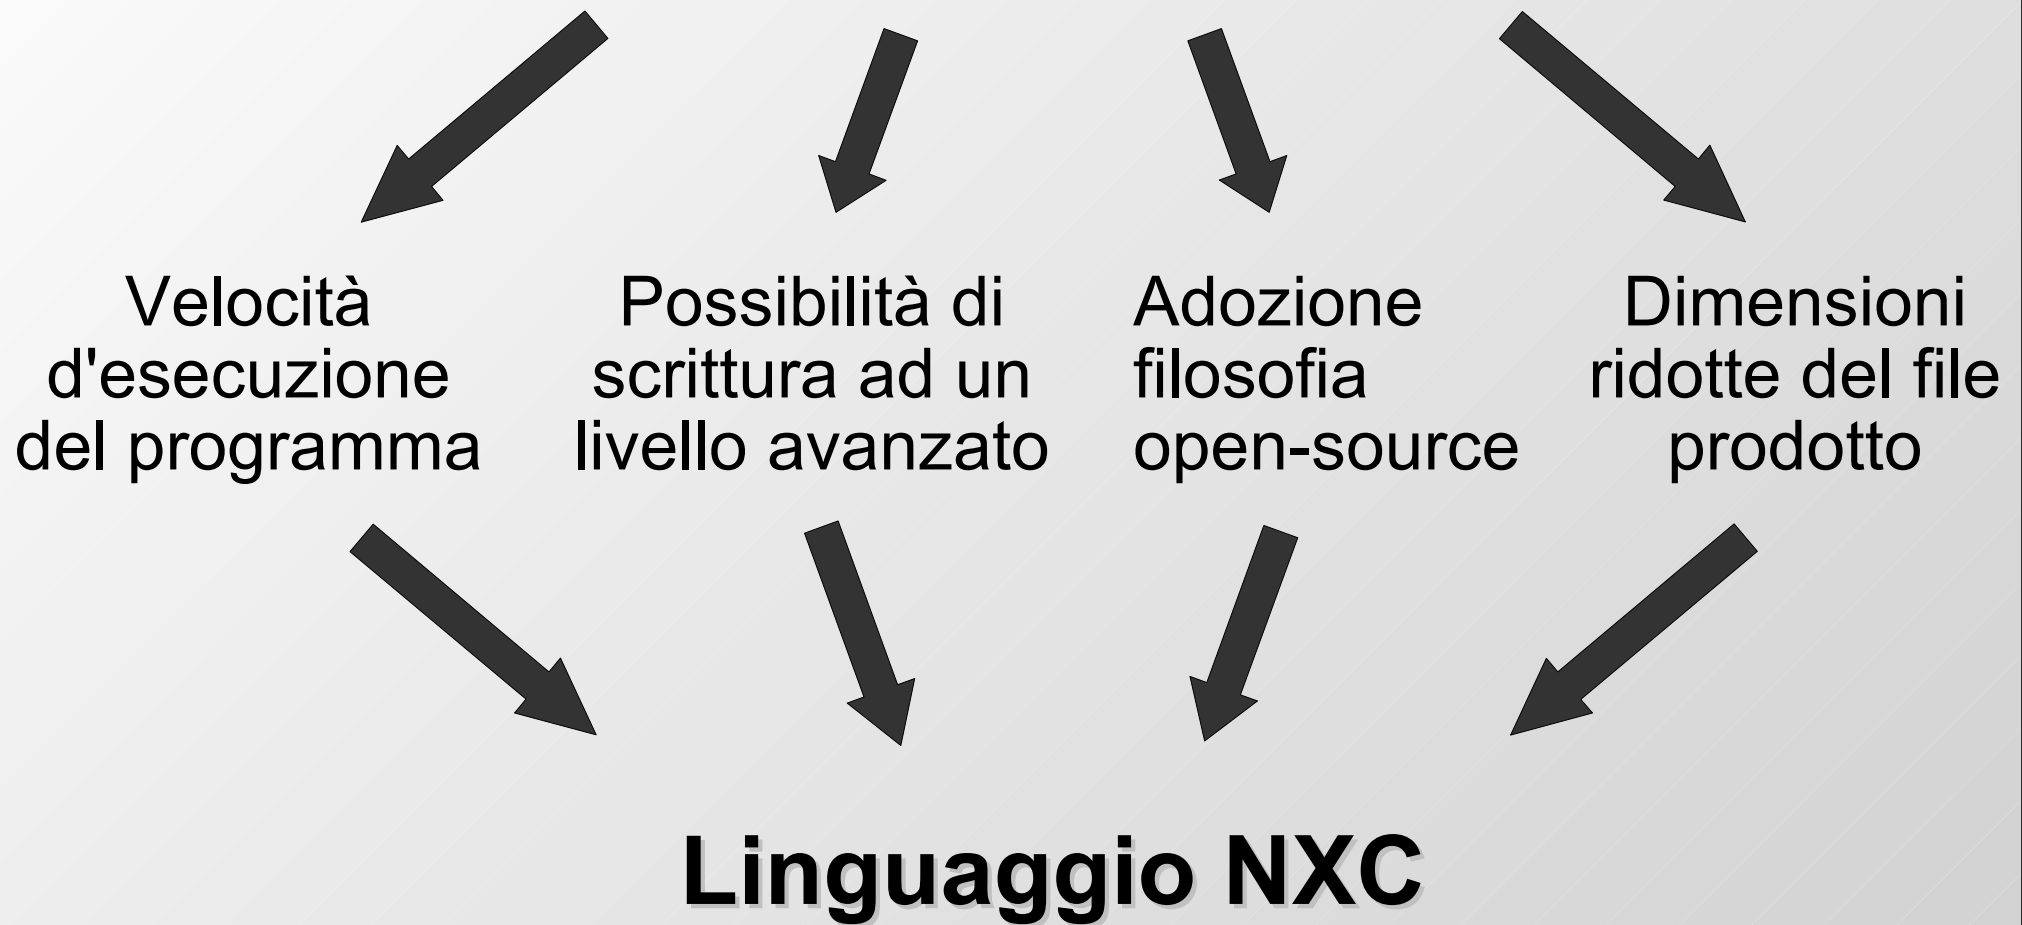 Velocità
d'esecuzione
del programma
Possibilità di
scrittura ad un
livello avanzato
Adozione
filosofia
open-source
Dimensioni
ridotte del file
prodotto
Linguaggio NXC